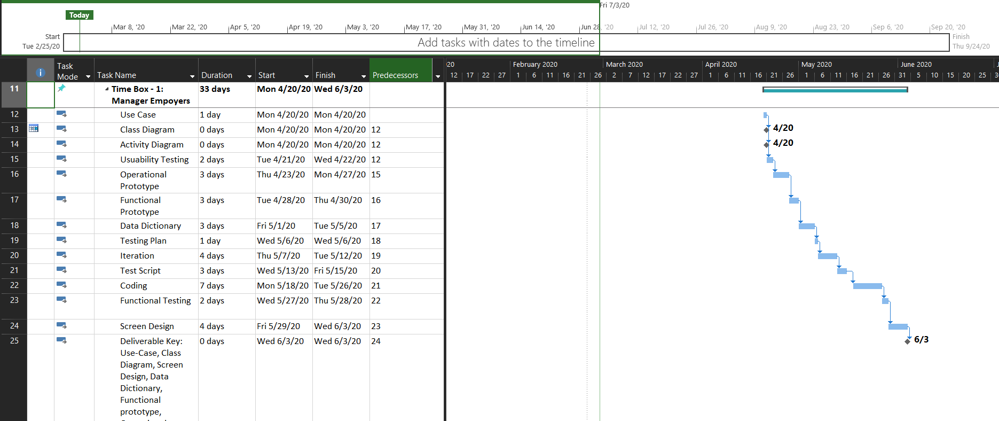 Fri 7/3/20
Today
Mar 8, '20 Mar 22, '20 Apr 5, '20 Apr 19, '20 May 3, '20 May 17, '20 May 31, '20 Jun 14, '20 Jun 28, '20 Jul 12, '20 Jul 26, '20 Aug 9, '20 Aug 23, '20 Sep 6, '20 Sep 20, '20
Start
Tue 2/25/20
Add tasks with dates to the timeline
Finish
Thu 9/24/20
Task Mode Task Name Duration Start Finish Predecessors
20 February 2020 March 2020 April 2020 May 2020 June 2020
12 17 22 27 1 6 11 16 21 26 2 7 12 17 22 27 1 6 11 16 21 26 1 6 11 16 21 26 31 5 10 15 20 25
11 Time Box - 1: 33 days Mon 4/20/20 Wed 6/3/20
Manager Empoyers
12 Use Case 1 day Mon 4/20/20 Mon 4/20/20
13 Class Diagram 0 days Mon 4/20/20 Mon 4/20/20 12 4/20
14 Activity Diagram 0 days Mon 4/20/20 Mon 4/20/20 12 4/20
15 Usuability Testing 2 days Tue 4/21/20 Wed 4/22/20 12
16 Operational 3 days Thu 4/23/20 Mon 4/27/20 15
Prototype
17 Functional 3 days Tue 4/28/20 Thu 4/30/20 16
Prototype
18 Data Dictionary 3 days Fri 5/1/20 Tue 5/5/20 17
19 Testing Plan 1 day Wed 5/6/20 Wed 5/6/20 18
20 Iteration 4 days Thu 5/7/20 Tue 5/12/20 19
21 Test Script 3 days Wed 5/13/20 Fri 5/15/20 20
22 Coding 7 days Mon 5/18/20 Tue 5/26/20 21
23 Functional Testing 2 days Wed 5/27/20 Thu 5/28/20 22
24 Screen Design 4 days Fri 5/29/20 Wed 6/3/20 23
25 Deliverable Key: 0 days Wed 6/3/20 Wed 6/3/20 24 6/3
Use-Case, Class
Diagram, Screen
Design, Data
Dictionary,
Functional
prototype,